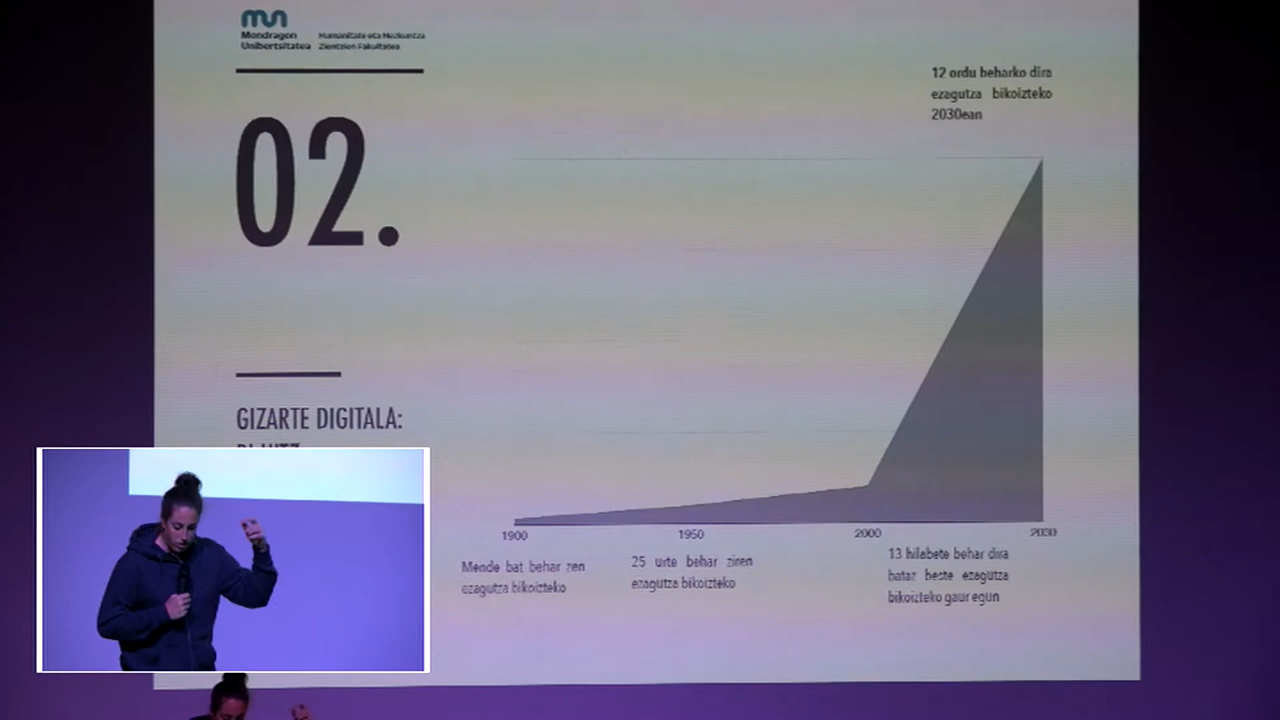 Mondragon
Unibertsitatea
Humanitate eta Hezkuntza
Zientzien Fakultatea
02.
GIZARTE DIGITALA:
12 ordu beharko dira
ezagutza bikoizteko
2030ean
1900
1950
2000
2030
Mende bat behar zen
ezagutza bikoizteko
25 urte behar ziren
ezagutza bikoizteko
13 hilabete behar dira
bataz beste ezagutza
bikoizteko gaur egun